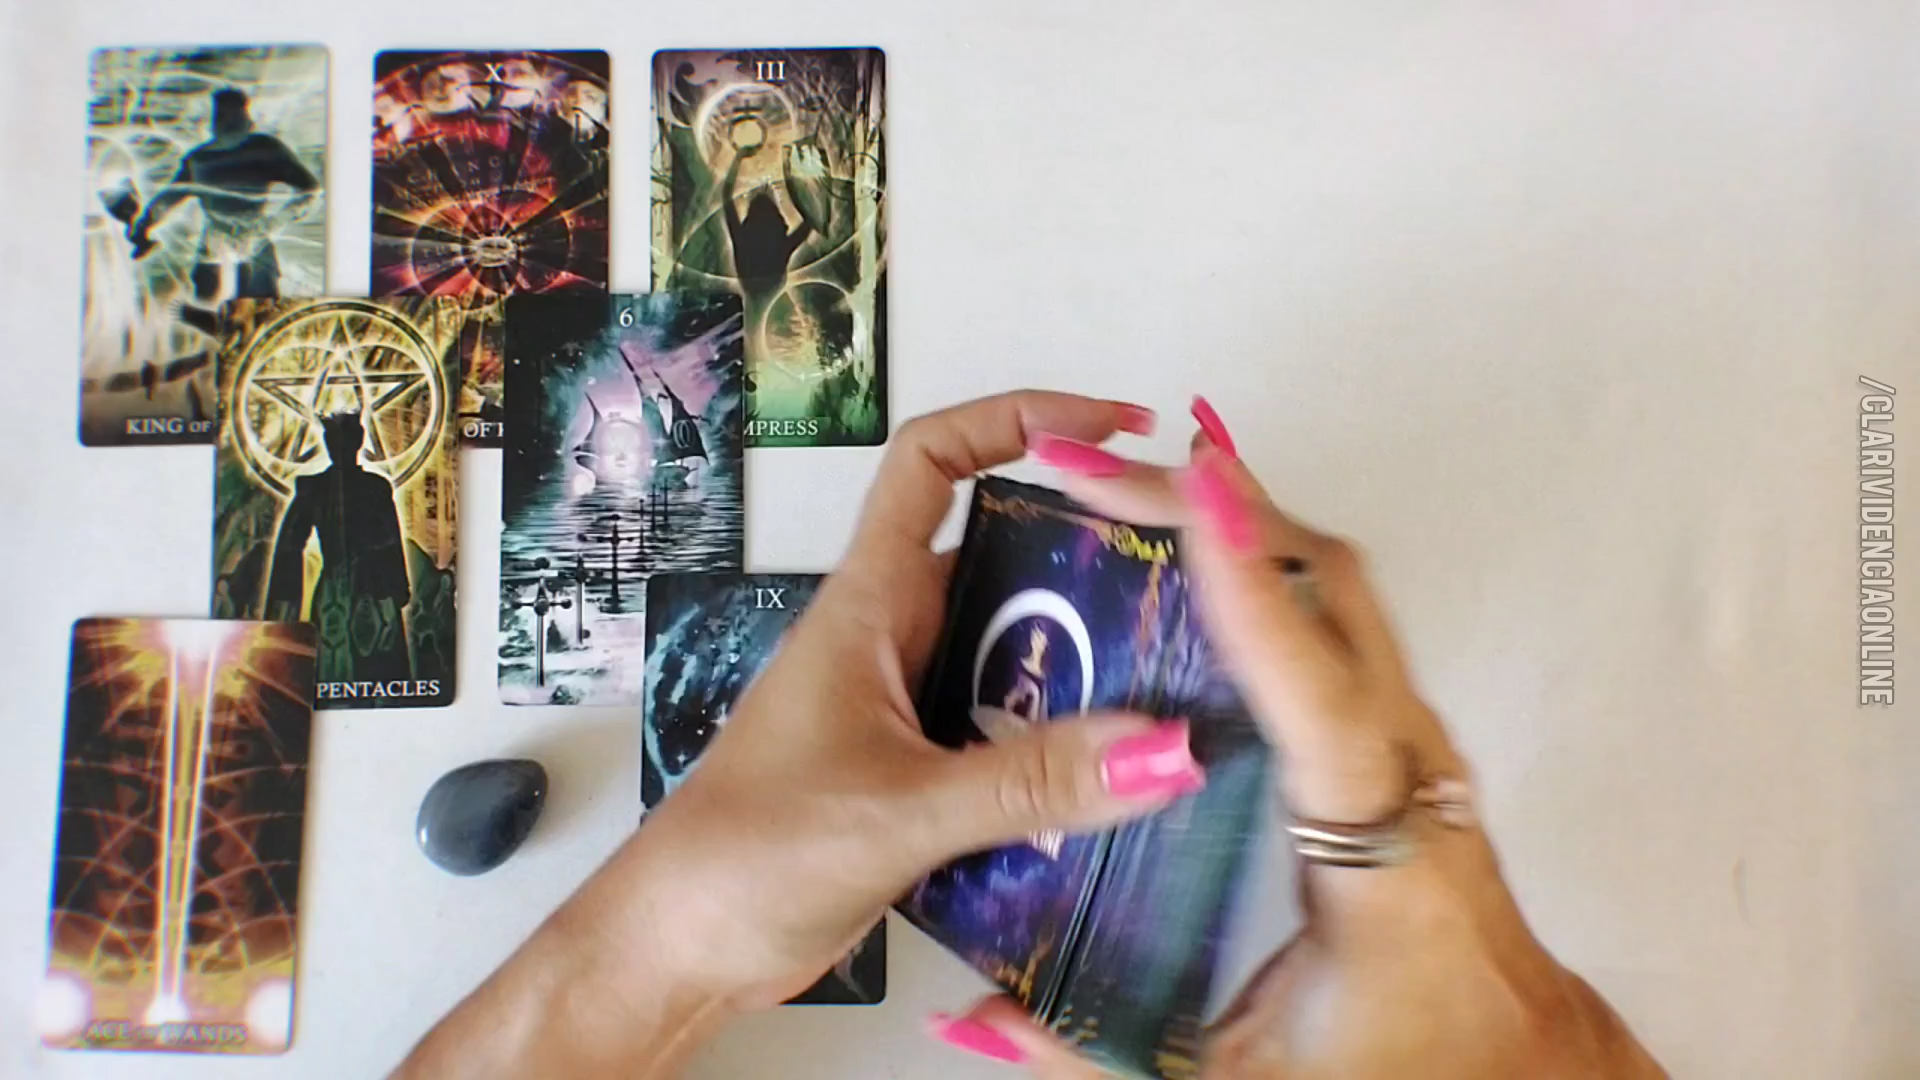 X
III
KING OF
OF
MPRESS
6
PENTACLES
IX
ACE OF WANDS
/CLARIVIDENCIAONLINE